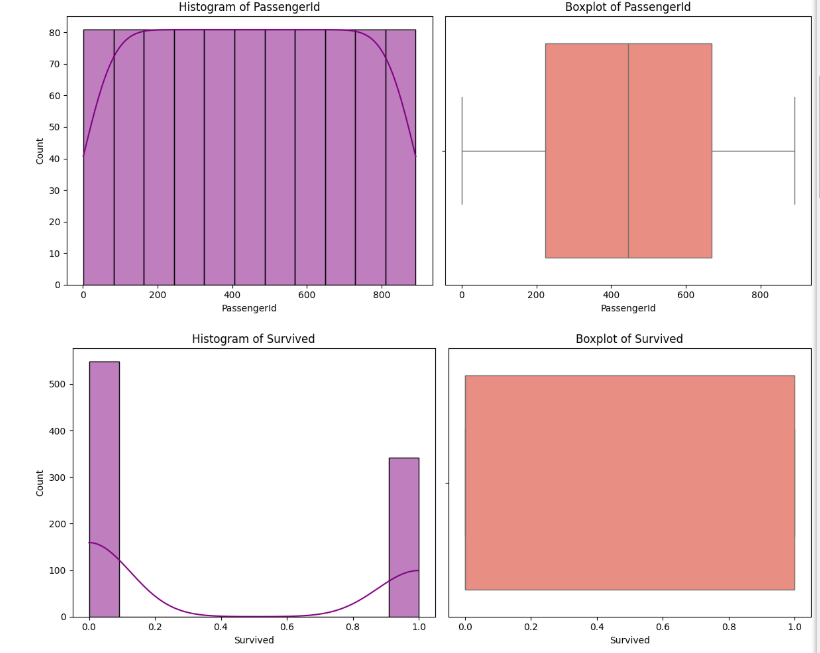 Histogram of PassengerId
Boxplot of PassengerId
80
70
60
50
40
30
20
10
0
Count
0 200 400 600 800
PassengerId
0 200 400 600 800
PassengerId
Histogram of Survived
Boxplot of Survived
500
400
300
200
100
0
Count
0.0 0.2 0.4 0.6 0.8 1.0
Survived
0.0 0.2 0.4 0.6 0.8 1.0
Survived